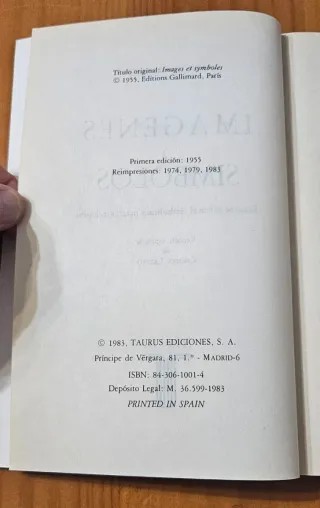 Título original: Images et symboles
© 1955, Editions Gallimard, París
IMAGENES
SIMBOLOS
Primera edición: 1955
Reimpresiones: 1974, 1979, 1983
© 1983, TAURUS EDICIONES, S. A.
Príncipe de Vergara, 81, 1.º - MADRID-6
ISBN: 84-306-1001-4
Depósito Legal: M. 36.599-1983
PRINTED IN SPAIN